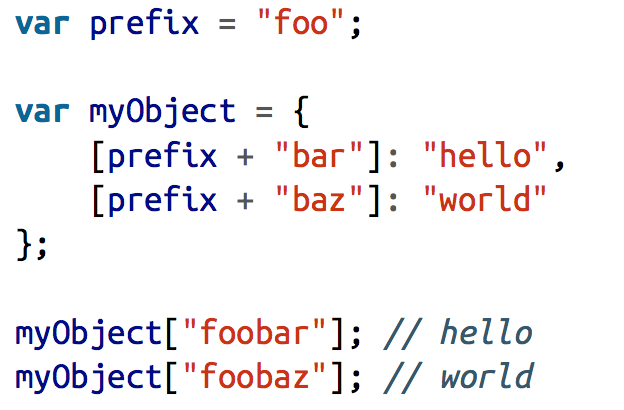 var prefix = "foo";
var myObject = {
    [prefix + "bar"]: "hello",
    [prefix + "baz"]: "world"
};
myObject["foobar"]; // hello
myObject["foobaz"]; // world